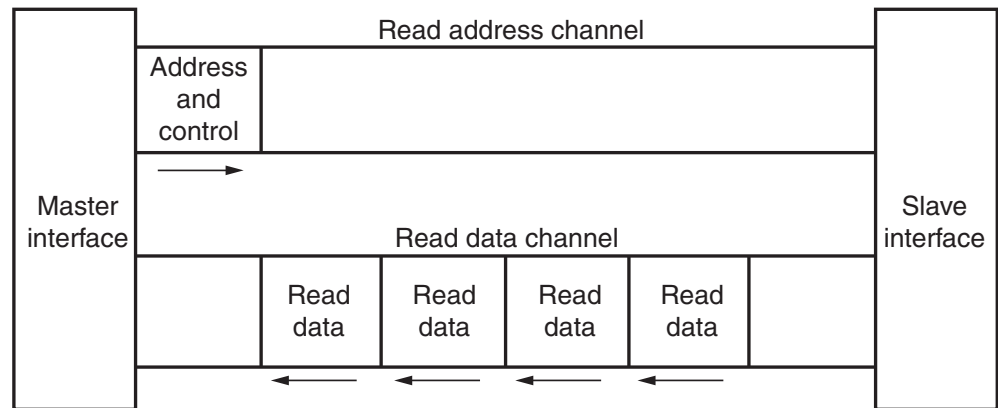 Read address channel
Address
and
control
Master
interface
Slave
interface
Read data channel
Read
data
Read
data
Read
data
Read
data